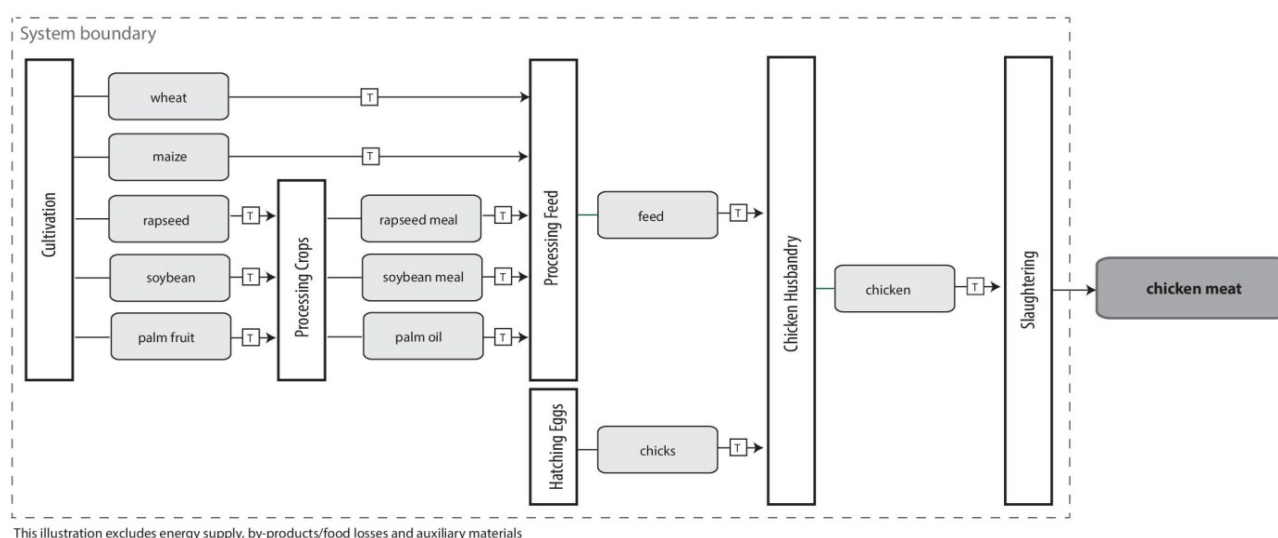 System boundary
Cultivation
wheat
T
maize
T
rapseed
T
soybean
T
palm fruit
T
Processing Crops
rapseed meal
T
soybean meal
T
palm oil
T
Processing Feed
Hatching Eggs
feed
T
chicks
T
Chicken Husbandry
chicken
T
Slaughtering
chicken meat
This illustration excludes energy supply, by-products/food losses and auxiliary materials